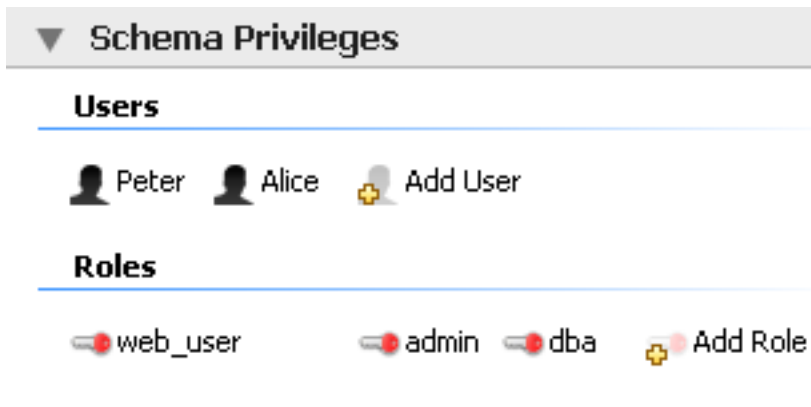 Schema Privileges
Users
Peter Alice Add User
Roles
web_user admin dba Add Role